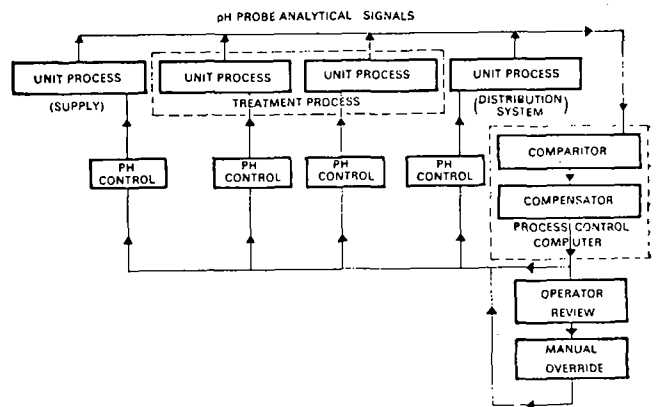 pH PROBE ANALYTICAL SIGNALS
UNIT PROCESS
(SUPPLY)
UNIT PROCESS
UNIT PROCESS
TREATMENT PROCESS
UNIT PROCESS
(DISTRIBUTION
SYSTEM)
PH
CONTROL
PH
CONTROL
PH
CONTROL
PH
CONTROL
COMPARITOR
COMPENSATOR
PROCESS CONTROL
COMPUTER
OPERATOR
REVIEW
MANUAL
OVERRIDE